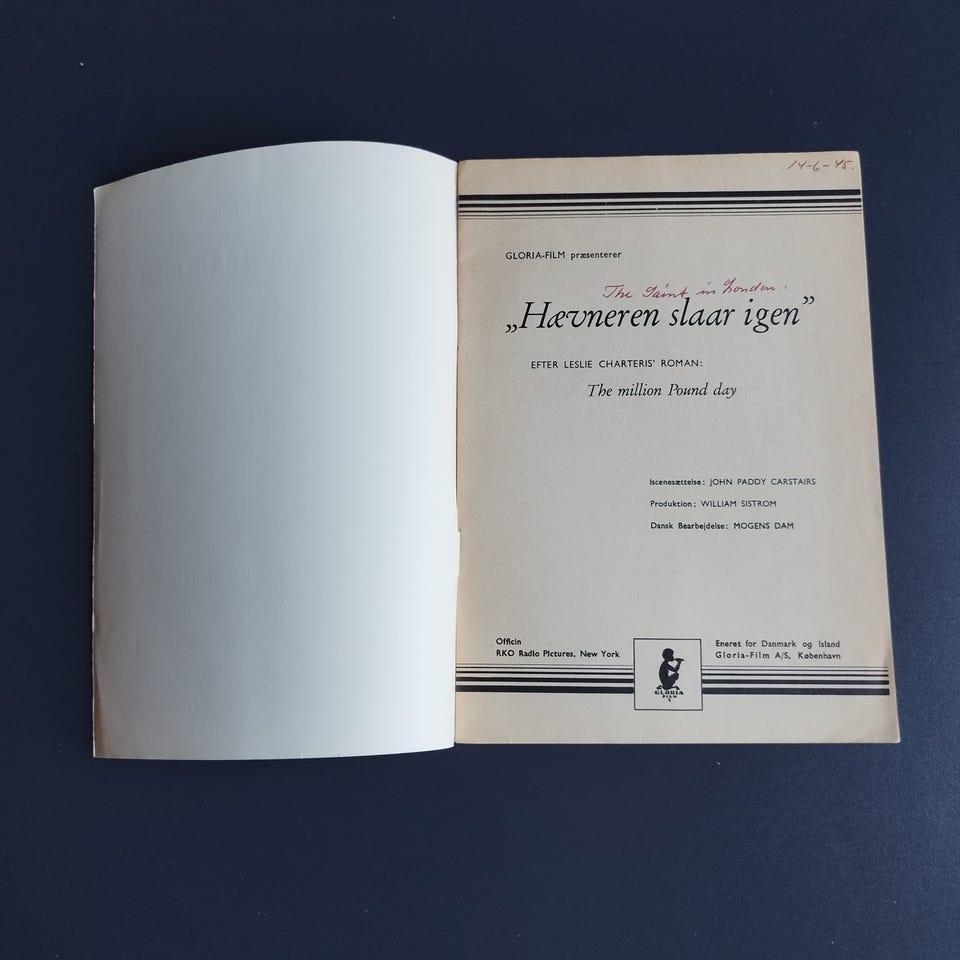 14-6-45.
GLORIA-FILM præsenterer
The Saint in London.
„Hævneren slaar igen”
EFTER LESLIE CHARTERIS' ROMAN:
The million Pound day
Iscenesættelse: JOHN PADDY CARSTAIRS
Produktion: WILLIAM SISTROM
Dansk Bearbejdelse: MOGENS DAM
Officin
RKO Radio Pictures, New York
GLORIA
FILM
Eneret for Danmark og Island
Gloria-Film A/S, København